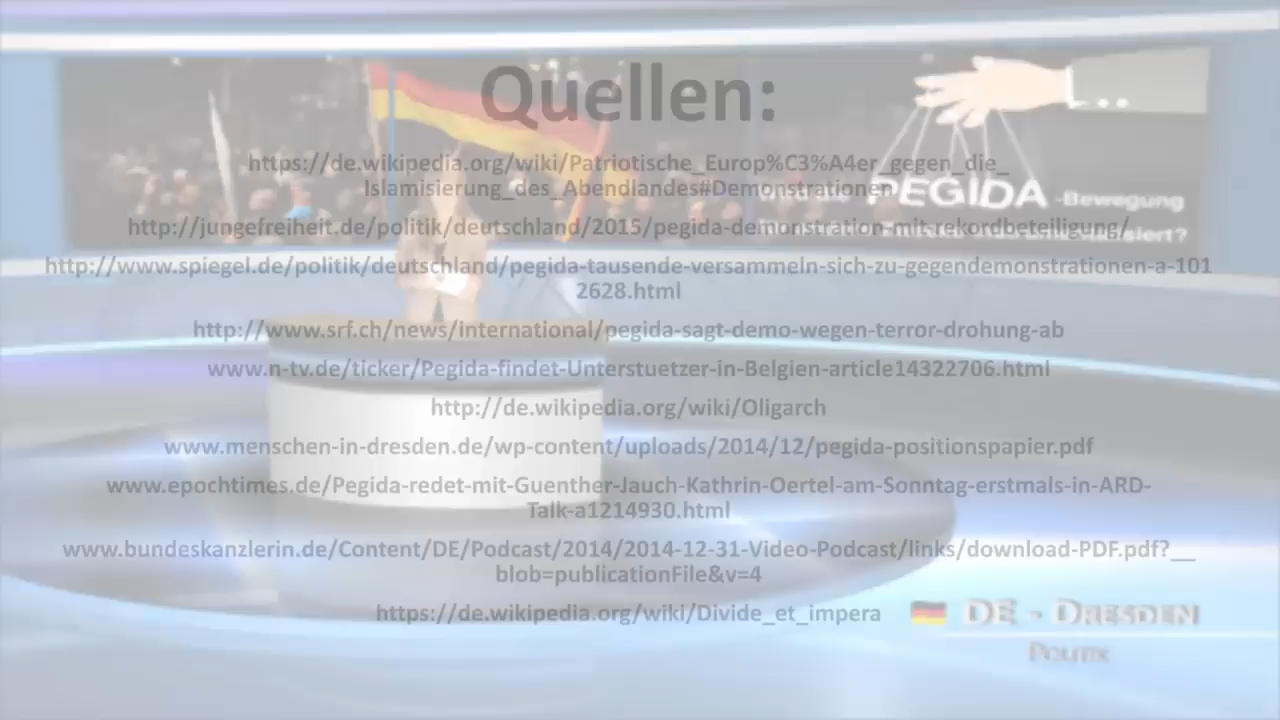 Quellen:
https://de.wikipedia.org/wiki/Patriotische_Europ%C3%A4er_gegen_die_
Islamisierung_des_Abendlandes#Demonstrationen
PEGIDA -Bewegung
http://jungefreiheit.de/politik/deutschland/2015/pegida-demonstration-mit-rekordbeteiligung/
http://www.spiegel.de/politik/deutschland/pegida-tausende-versammeln-sich-zu-gegendemonstrationen-a-101
2628.html
http://www.srf.ch/news/international/pegida-sagt-demo-wegen-terror-drohung-ab
www.n-tv.de/ticker/Pegida-findet-Unterstuetzer-in-Belgien-article14322706.html
http://de.wikipedia.org/wiki/Oligarch
www.menschen-in-dresden.de/wp-content/uploads/2014/12/pegida-positionspapier.pdf
www.epochtimes.de/Pegida-redet-mit-Guenther-Jauch-Kathrin-Oertel-am-Sonntag-erstmals-in-ARD-
Talk-a1214930.html
www.bundeskanzlerin.de/Content/DE/Podcast/2014/2014-12-31-Video-Podcast/links/download-PDF.pdf?__
blob=publicationFile&v=4
https://de.wikipedia.org/wiki/Divide_et_impera
DE - DRESDEN
POLITIK